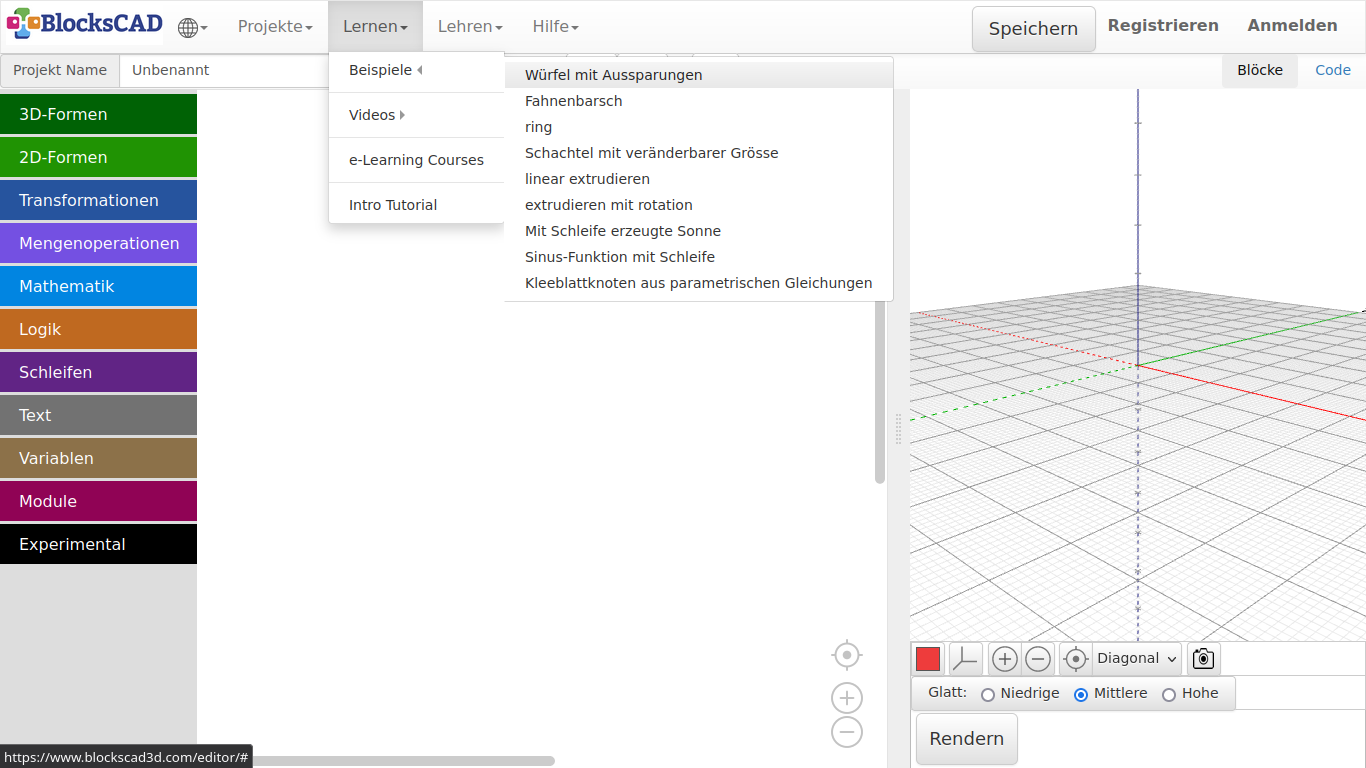 BlocksCAD
Projekte
Lernen
Lehren
Hilfe
Speichern
Registrieren
Anmelden
Projekt Name
Unbenannt
Blöcke
Code
Beispiele
Videos
e-Learning Courses
Intro Tutorial
Würfel mit Aussparungen
Fahnenbarsch
ring
Schachtel mit veränderbarer Grösse
linear extrudieren
extrudieren mit rotation
Mit Schleife erzeugte Sonne
Sinus-Funktion mit Schleife
Kleeblattknoten aus parametrischen Gleichungen
3D-Formen
2D-Formen
Transformationen
Mengenoperationen
Mathematik
Logik
Schleifen
Text
Variablen
Module
Experimental
Diagonal
Glatt:
Niedrige
Mittlere
Hohe
Rendern
https://www.blockscad3d.com/editor/#